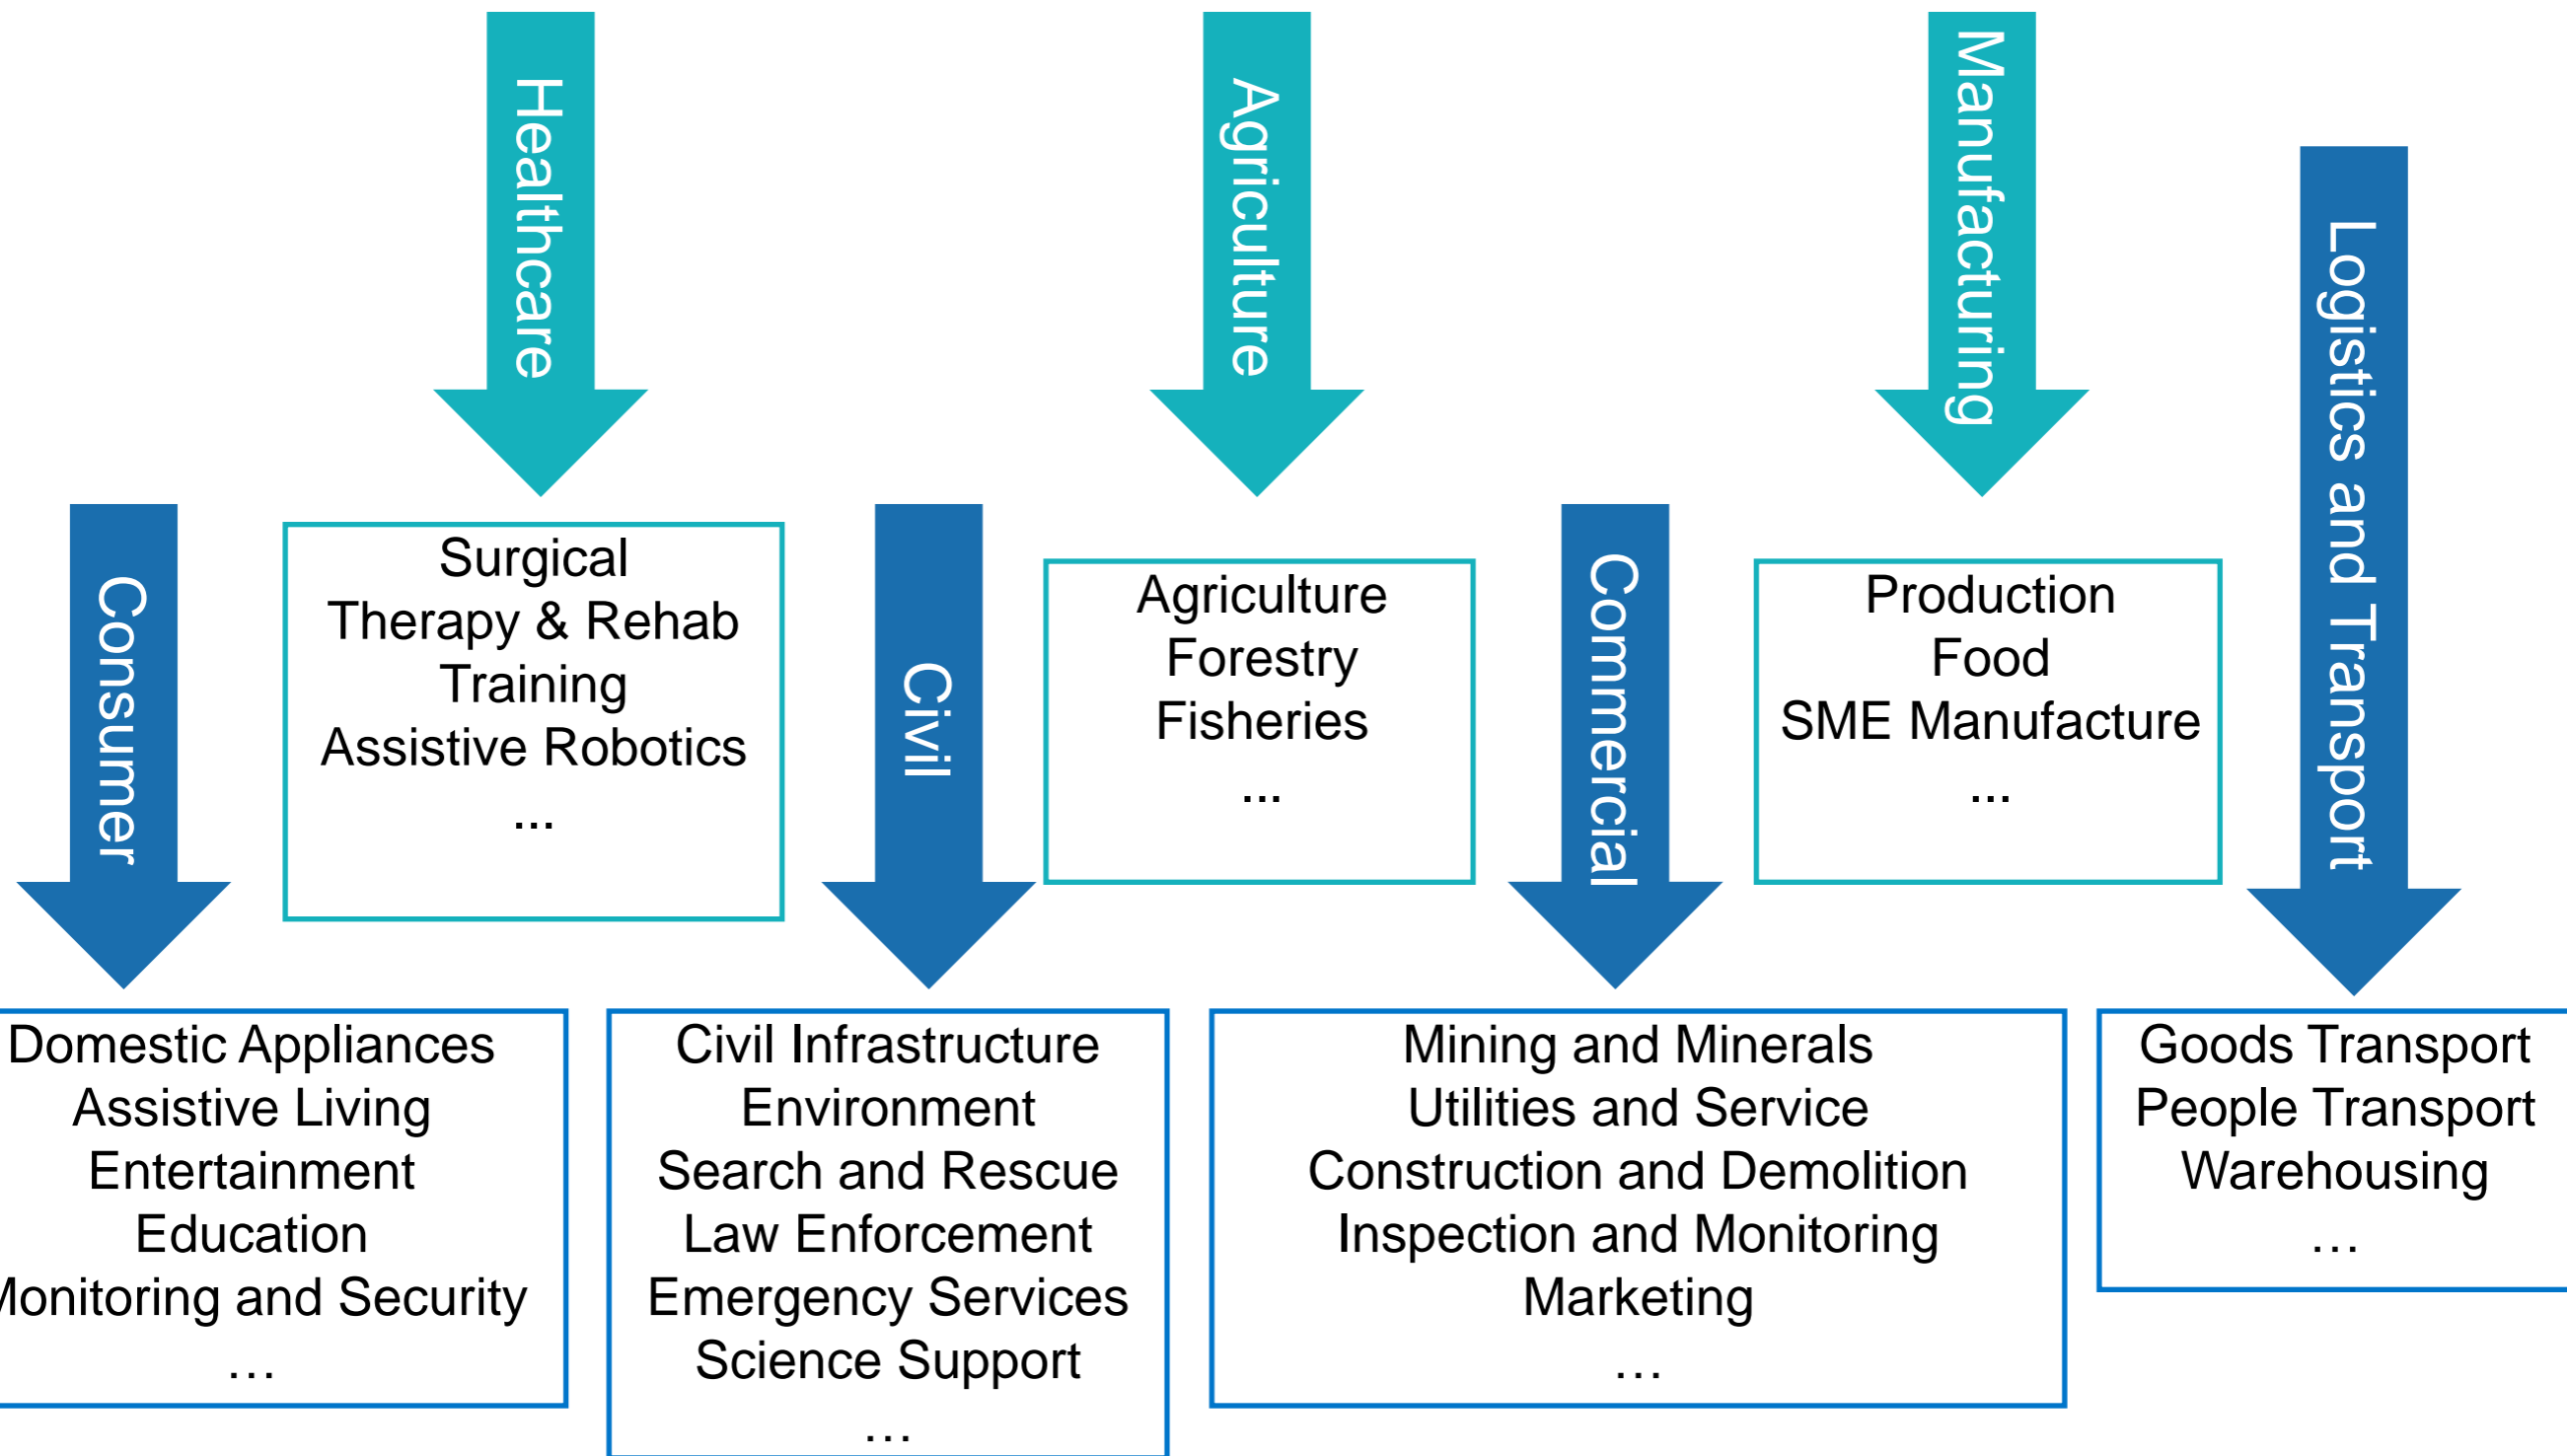 Healthcare
Surgical
Therapy & Rehab
Training
Assistive Robotics
...
Agriculture
Agriculture
Forestry
Fisheries
...
Manufacturing
Production
Food
SME Manufacture
...
Consumer
Domestic Appliances
Assistive Living
Entertainment
Education
Monitoring and Security
…
Civil
Civil Infrastructure
Environment
Search and Rescue
Law Enforcement
Emergency Services
Science Support
…
Commercial
Mining and Minerals
Utilities and Service
Construction and Demolition
Inspection and Monitoring
Marketing
…
Logistics and Transport
Goods Transport
People Transport
Warehousing
…